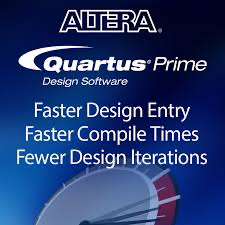 ALTERA®
Quartus® Prime
Design Software
Faster Design Entry
Faster Compile Times
Fewer Design Iterations